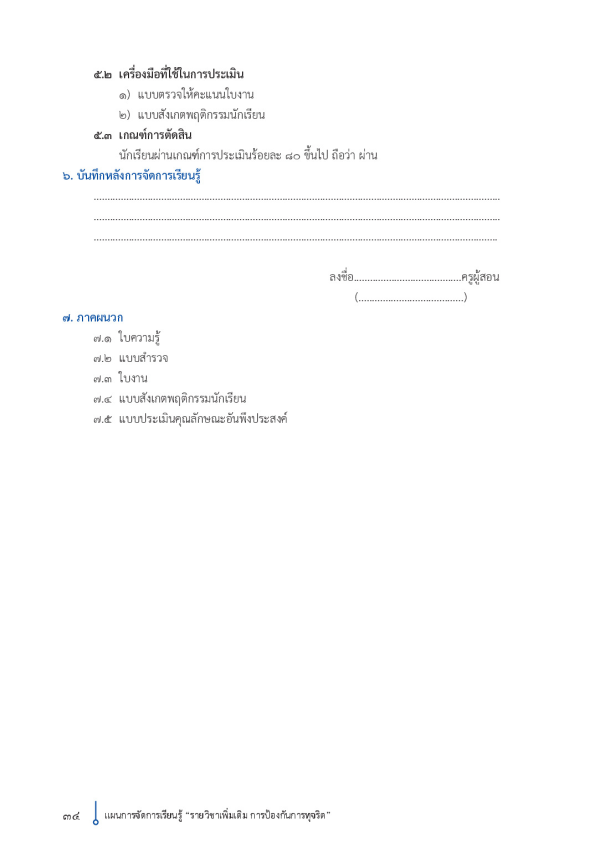 ๕.๒ เครื่องมือที่ใช้ในการประเมิน
๑) แบบตรวจให้คะแนนใบงาน
๒) แบบสังเกตพฤติกรรมนักเรียน
๕.๓ เกณฑ์การตัดสิน
นักเรียนผ่านเกณฑ์การประเมินร้อยละ ๘๐ ขึ้นไป ถือว่า ผ่าน
๖. บันทึกหลังการจัดการเรียนรู้
................................................................................................................................................
................................................................................................................................................
................................................................................................................................................
ลงชื่อ........................................ครูผู้สอน
(.......................................)
๗. ภาคผนวก
๗.๑ ใบความรู้
๗.๒ แบบสำรวจ
๗.๓ ใบงาน
๗.๔ แบบสังเกตพฤติกรรมนักเรียน
๗.๕ แบบประเมินคุณลักษณะอันพึงประสงค์
๓๔ แผนการจัดการเรียนรู้ “รายวิชาเพิ่มเติม การป้องกันการทุจริต”